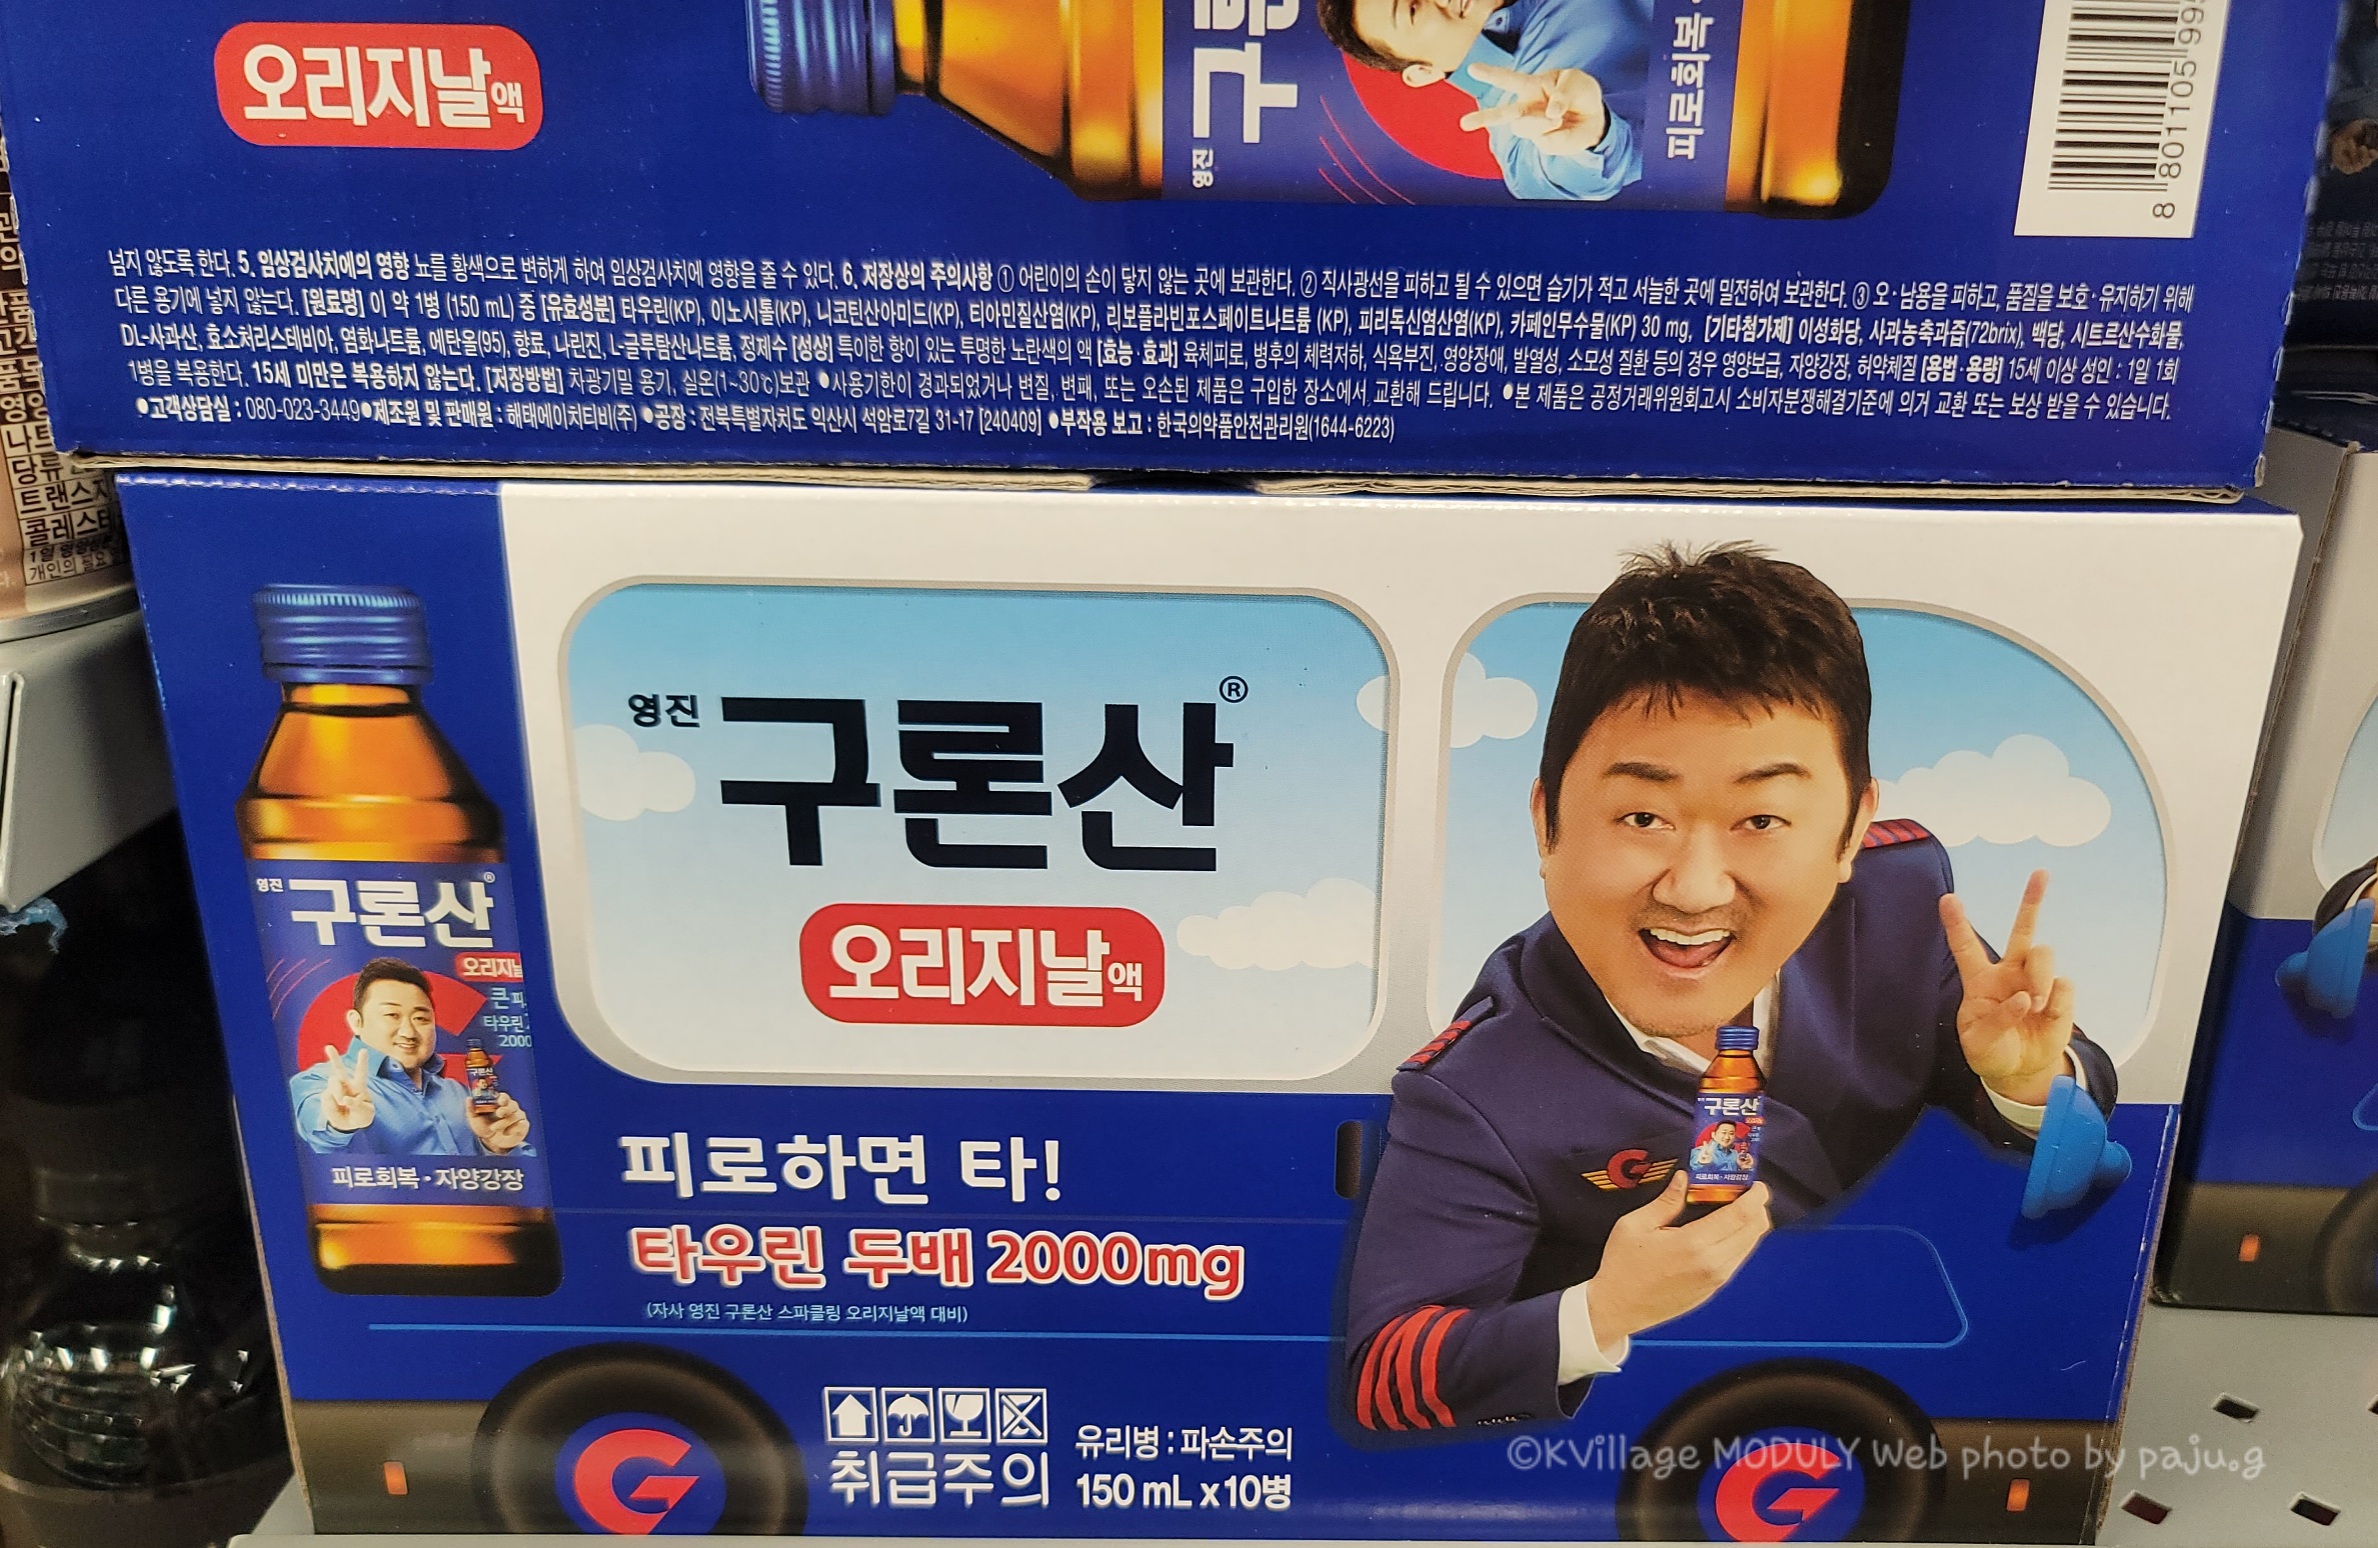 오리지날액
영진
피로회복
8 801105 99
넘지 않도록 한다. 5. 임상검사치에의 영향 뇨를 황색으로 변하게 하여 임상검사치에 영향을 줄 수 있다. 6. 저장상의 주의사항 ① 어린이의 손이 닿지 않는 곳에 보관한다. ② 직사광선을 피하고 될 수 있으면 습기가 적고 서늘한 곳에 밀전하여 보관한다. ③ 오·남용을 피하고, 품질을 보호·유지하기 위해
다른 용기에 넣지 않는다. [원료명] 이 약 1병 (150 mL) 중 [유효성분] 타우린(KP), 이노시톨(KP), 니코틴산아미드(KP), 티아민질산염(KP), 리보플라빈포스페이트나트륨 (KP), 피리독신염산염(KP), 카페인무수물(KP) 30 mg, [기타첨가제] 이성화당, 사과농축과즙(72brix), 백당, 시트르산수화물,
DL-사과산, 효소처리스테비아, 염화나트륨, 에탄올(95), 향료, 나린진, L-글루탐산나트륨, 정제수 [성상] 특이한 향이 있는 투명한 노란색의 액 [효능·효과] 육체피로, 병후의 체력저하, 식욕부진, 영양장애, 발열성, 소모성 질환 등의 경우 영양보급, 자양강장, 허약체질 [용법·용량] 15세 이상 성인 : 1일 1회
1병을 복용한다. 15세 미만은 복용하지 않는다. [저장방법] 차광기밀 용기, 실온(1~30℃)보관 ●사용기한이 경과되었거나 변질, 변패, 또는 오손된 제품은 구입한 장소에서 교환해 드립니다. ●본 제품은 공정거래위원회고시 소비자분쟁해결기준에 의거 교환 또는 보상 받을 수 있습니다.
●고객상담실 : 080-023-3449●제조원 및 판매원 : 해태에이치티비(주) ●공장 : 전북특별자치도 익산시 석암로7길 31-17 [240409] ●부작용 보고 : 한국의약품안전관리원(1644-6223)
당류
트랜스지
콜레스테
영진 구론산®
오리지날액
영진 구론산®
오리지날
타우린
2000
피로회복·자양강장
구론산
피로회복·자양강장
피로하면 타!
타우린 두배 2000mg
(자사 영진 구론산 스파클링 오리지날액 대비)
취급주의
유리병 : 파손주의
150 mL x10병
G
G
G
©KVillage MODULY Web photo by paju.g